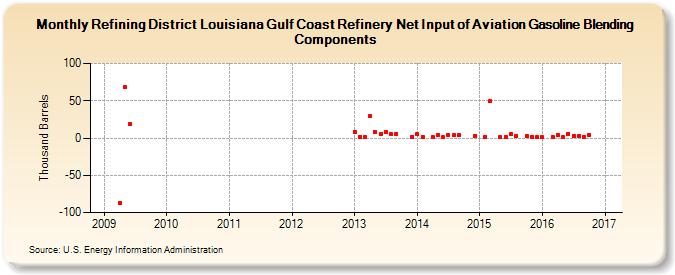 Monthly Refining District Louisiana Gulf Coast Refinery Net Input of Aviation Gasoline Blending
Components
Thousand Barrels
100
50
0
-50
-100
2009 2010 2011 2012 2013 2014 2015 2016 2017
Source: U.S. Energy Information Administration